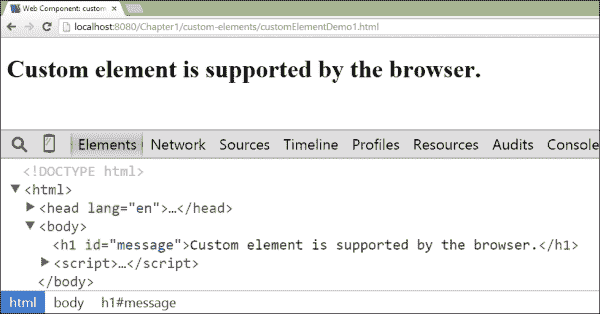 Web Component: custom
localhost:8080/Chapter1/custom-elements/customElementDemo1.html
Custom element is supported by the browser.
Elements Network Sources Timeline Profiles Resources Audits Console
<!DOCTYPE html>
▼<html>
▶<head lang="en">…</head>
▼<body>
<h1 id="message">Custom element is supported by the browser.</h1>
▶<script>…</script>
</body>
html body h1#message